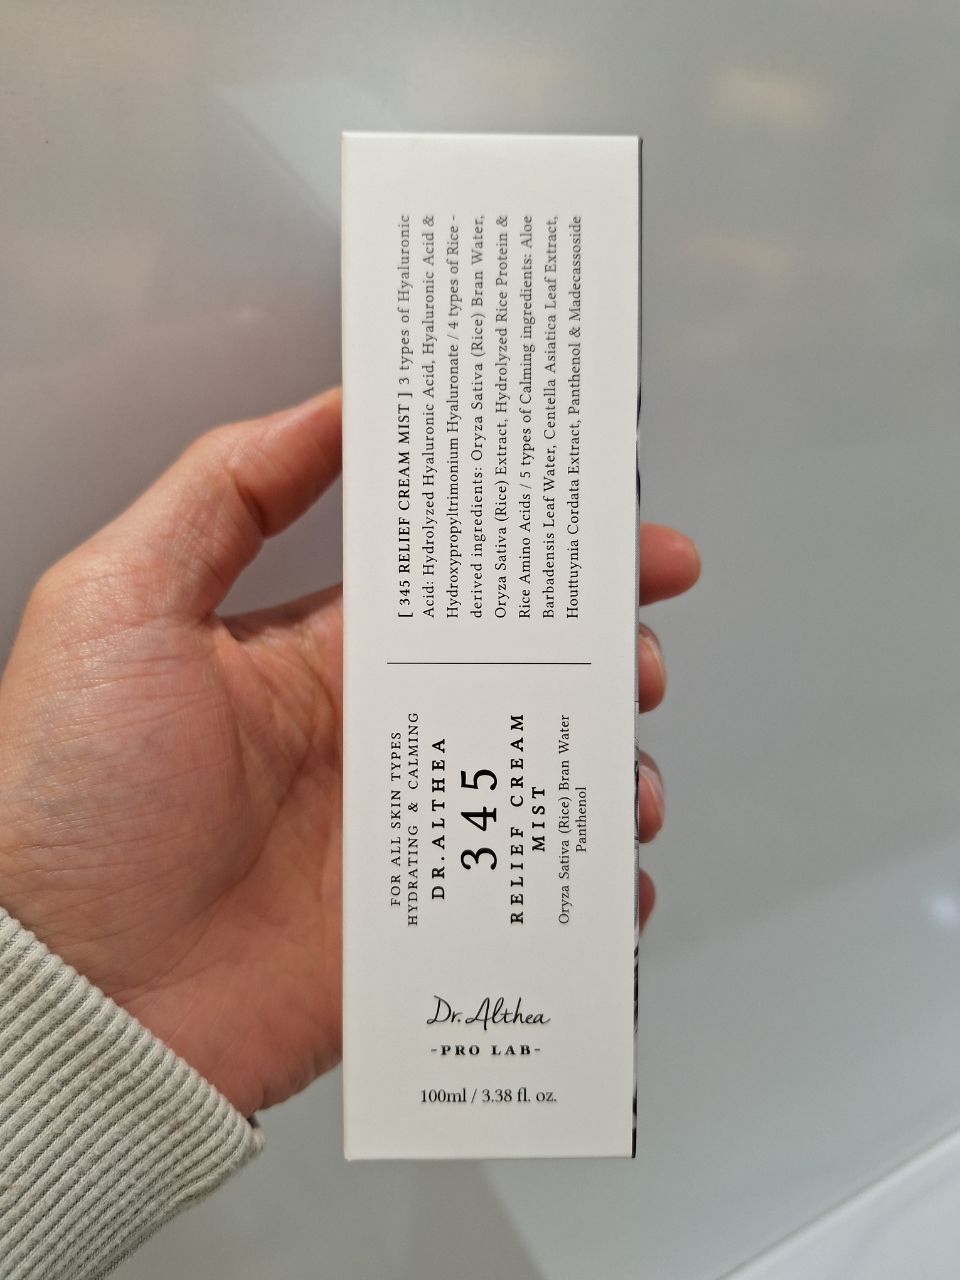 [ 345 RELIEF CREAM MIST ] 3 types of Hyaluronic
Acid: Hydrolyzed Hyaluronic Acid, Hyaluronic Acid &
Hydroxypropyltrimonium Hyaluronate / 4 types of Rice -
derived ingredients: Oryza Sativa (Rice) Bran Water,
Oryza Sativa (Rice) Extract, Hydrolyzed Rice Protein &
Rice Amino Acids / 5 types of Calming ingredients: Aloe
Barbadensis Leaf Water, Centella Asiatica Leaf Extract,
Houttuynia Cordata Extract, Panthenol & Madecassoside
FOR ALL SKIN TYPES
HYDRATING & CALMING
DR.ALTHEA
345
RELIEF CREAM
MIST
Oryza Sativa (Rice) Bran Water
Panthenol
Dr.Althea
-PRO LAB-
100ml / 3.38 fl. oz.